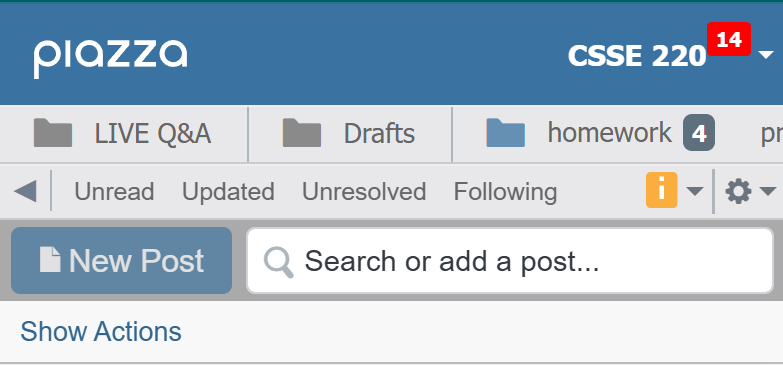 piazza CSSE 220 14
LIVE Q&A Drafts homework 4 pr
Unread Updated Unresolved Following i
New Post Search or add a post...
Show Actions